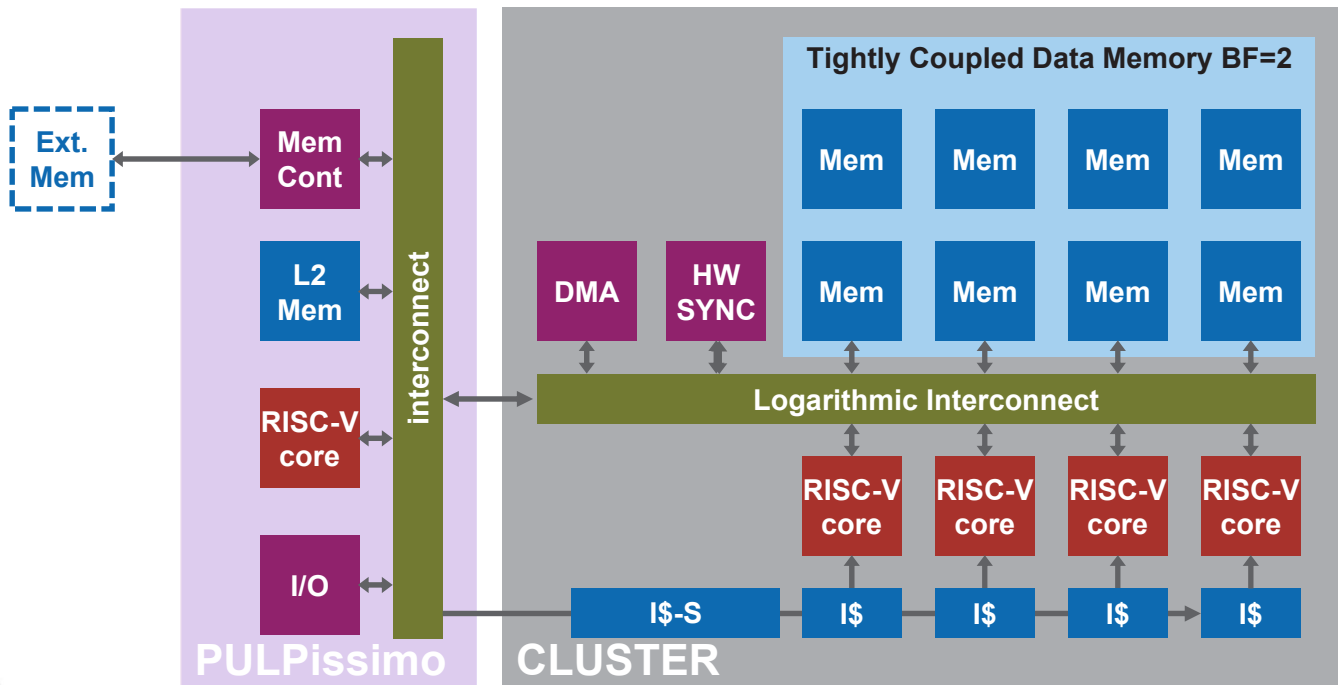 Ext.
Mem
Mem
Cont
L2
Mem
RISC-V
core
I/O
interconnect
PULPissimo
Tightly Coupled Data Memory BF=2
Mem Mem Mem Mem
DMA
HW
SYNC
Mem Mem Mem Mem
Logarithmic Interconnect
RISC-V RISC-V RISC-V RISC-V
core core core core
I$-S I$ I$ I$ I$
CLUSTER